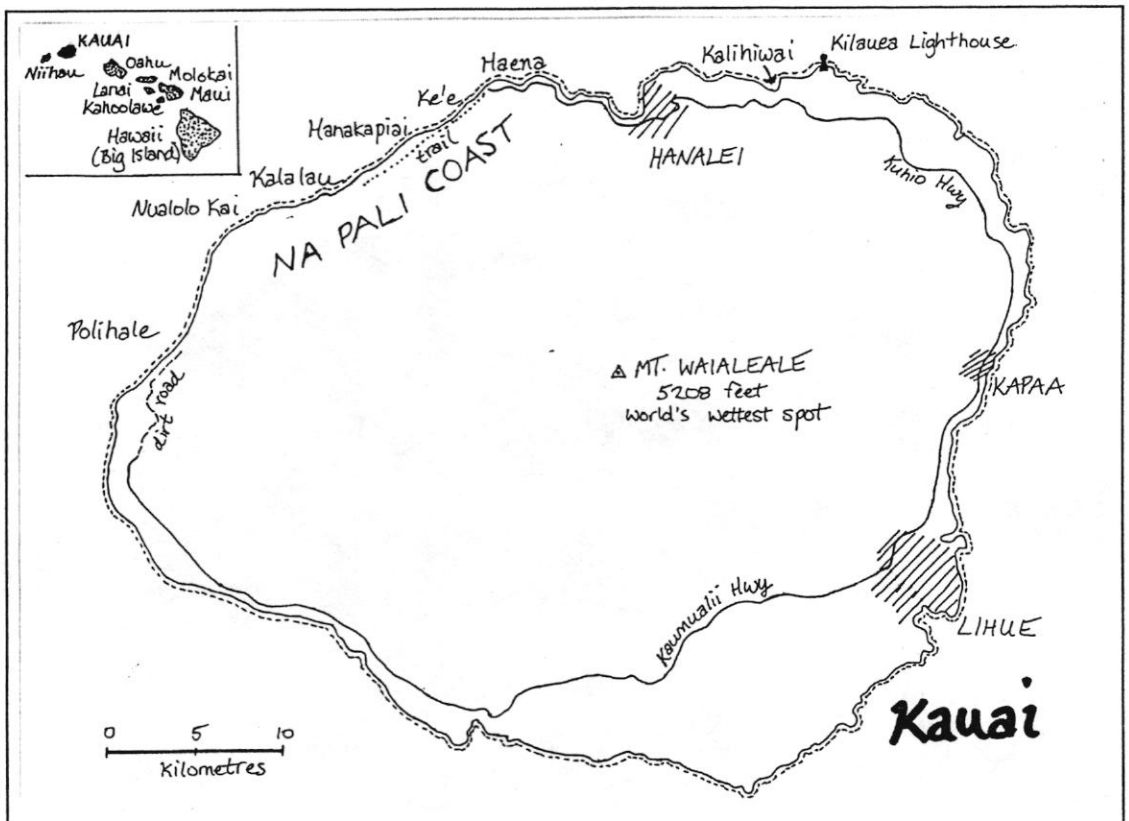 KAUAI
Niihau
Oahu
Molokai
Lanai
Maui
Kahoolawe
Hawaii
(Big Island)
Haena
Kalihiwai
Kilauea Lighthouse
Ke'e
Hanakapiai
trail
HANALEI
Kalalau
Kuhio Hwy
Nualolo Kai
NA PALI COAST
Polihale
dirt road
MT. WAIALEALE
5208 feet
world's wettest spot
KAPAA
Kaumualii Hwy
LIHUE
Kauai
0 5 10
Kilometres